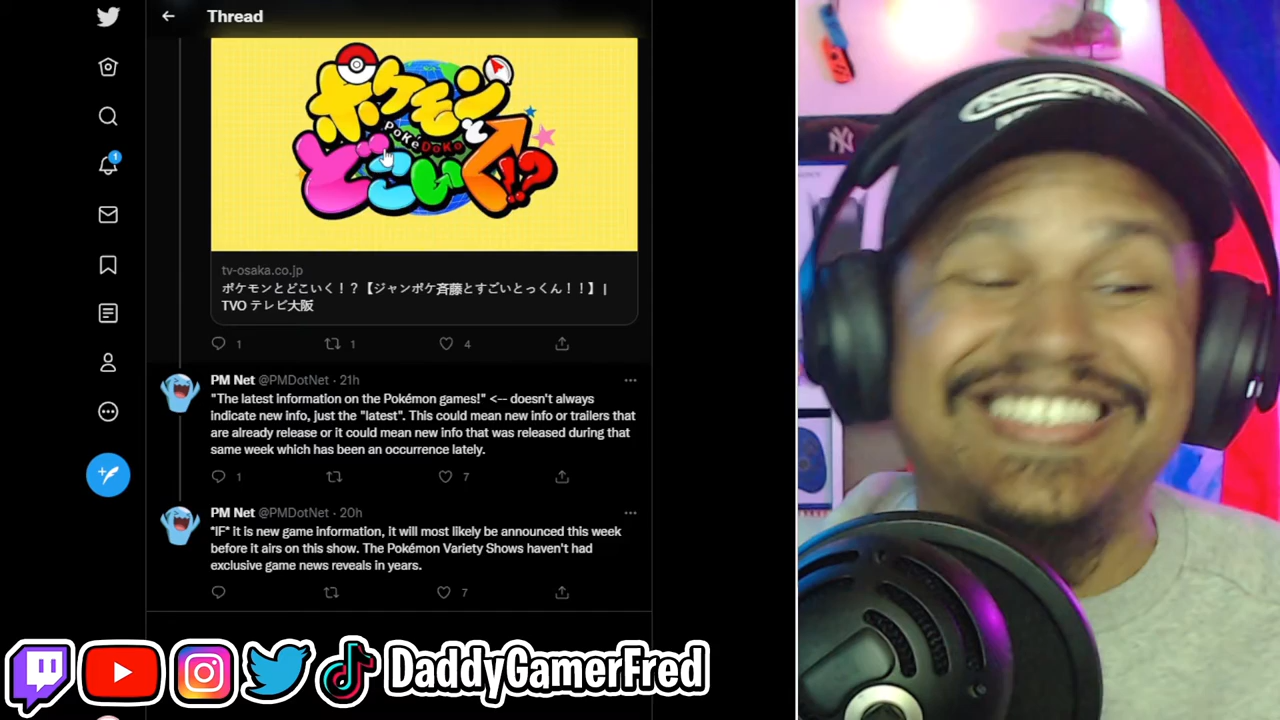 Thread
ポケモンと
PokéDoKo
どこいく!?
tv-osaka.co.jp
ポケモンとどこいく！？【ジャンポケ斉藤とすごいとっくん！！】 |
TVO テレビ大阪
1
1
4
PM Net @PMDotNet · 21h
"The latest information on the Pokémon games!" <-- doesn't always
indicate new info, just the "latest". This could mean new info or trailers that
are already release or it could mean new info that was released during that
same week which has been an occurrence lately.
1
7
PM Net @PMDotNet · 20h
*IF* it is new game information, it will most likely be announced this week
before it airs on this show. The Pokémon Variety Shows haven't had
exclusive game news reveals in years.
7
1
DaddyGamerFred
Nintendo
NY